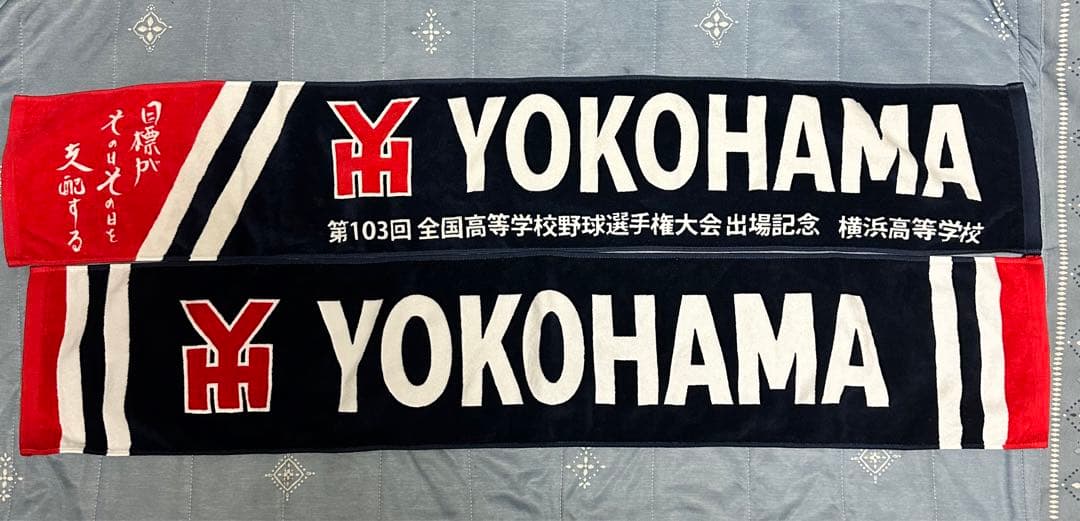 目標が
その日その日を
支配する
YH YOKOHAMA
第103回 全国高等学校野球選手権大会 出場記念 横浜高等学校
YH YOKOHAMA